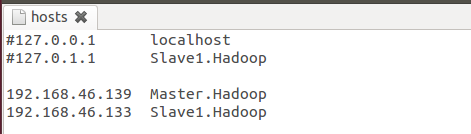 hosts
#127.0.0.1 localhost
#127.0.1.1 Slave1.Hadoop
192.168.46.139 Master.Hadoop
192.168.46.133 Slave1.Hadoop